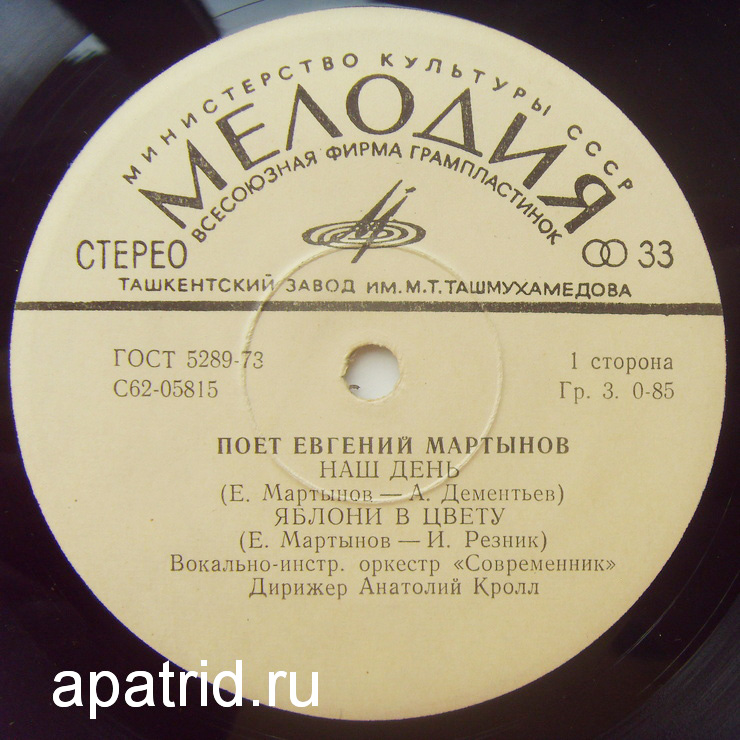 МИНИСТЕРСТВО КУЛЬТУРЫ СССР
МЕЛОДИЯ
ВСЕСОЮЗНАЯ ФИРМА ГРАМПЛАСТИНОК
СТЕРЕО
33
ТАШКЕНТСКИЙ ЗАВОД ИМ. М.Т. ТАШМУХАМЕДОВА
ГОСТ 5289-73
1 сторона
С62-05815
Гр. 3. 0-85
ПОЕТ ЕВГЕНИЙ МАРТЫНОВ
НАШ ДЕНЬ
(Е. Мартынов — А. Дементьев)
ЯБЛОНИ В ЦВЕТУ
(Е. Мартынов — И. Резник)
Вокально-инстр. оркестр «Современник»
Дирижер Анатолий Кролл
apatrid.ru